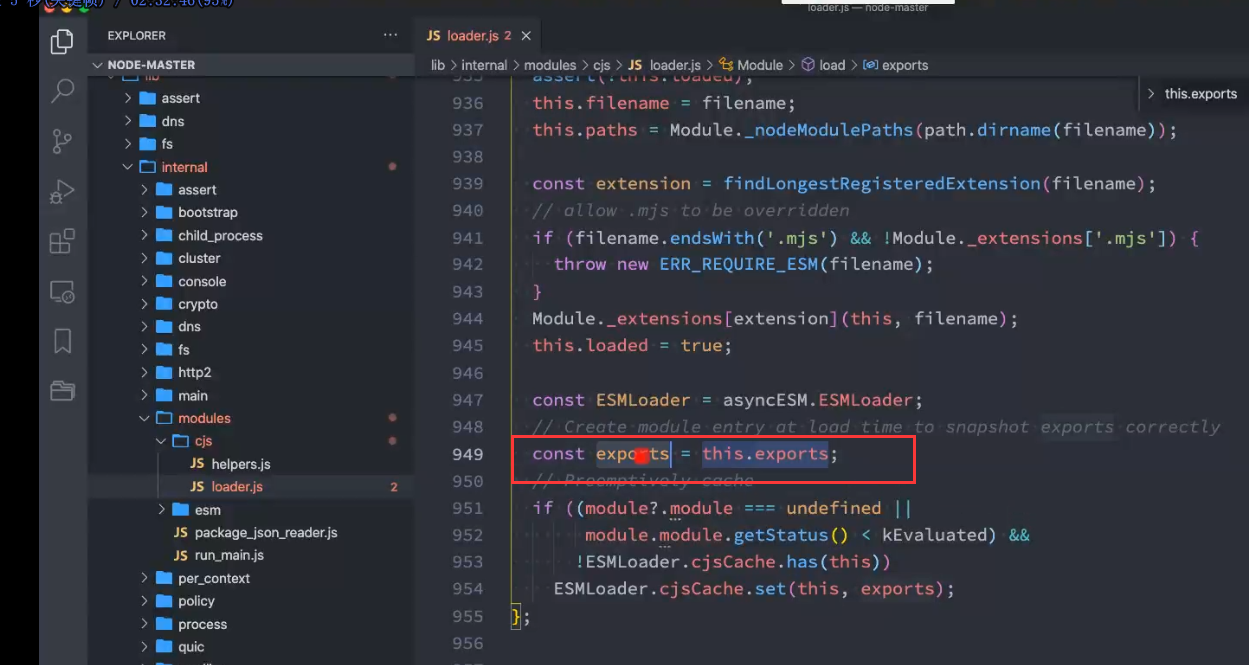 02:32:46(93%)
loader.js — node-master
EXPLORER
···
NODE-MASTER
lib
assert
dns
fs
internal
assert
bootstrap
child_process
cluster
console
crypto
dns
fs
http2
main
modules
cjs
JS helpers.js
JS loader.js 2
esm
JS package_json_reader.js
JS run_main.js
per_context
policy
process
quic
JS loader.js 2 ×
lib > internal > modules > cjs > JS loader.js > Module > load > exports
> this.exports
935 assert(!this.loaded);
936 this.filename = filename;
937 this.paths = Module._nodeModulePaths(path.dirname(filename));
938
939 const extension = findLongestRegisteredExtension(filename);
940 // allow .mjs to be overridden
941 if (filename.endsWith('.mjs') && !Module._extensions['.mjs']) {
942 throw new ERR_REQUIRE_ESM(filename);
943 }
944 Module._extensions[extension](this, filename);
945 this.loaded = true;
946
947 const ESMLoader = asyncESM.ESMLoader;
948 // Create module entry at load time to snapshot exports correctly
949 const exports = this.exports;
950 // Preemptively cache
951 if ((module?.module === undefined ||
952 module.module.getStatus() < kEvaluated) &&
953 !ESMLoader.cjsCache.has(this))
954 ESMLoader.cjsCache.set(this, exports);
955 };
956